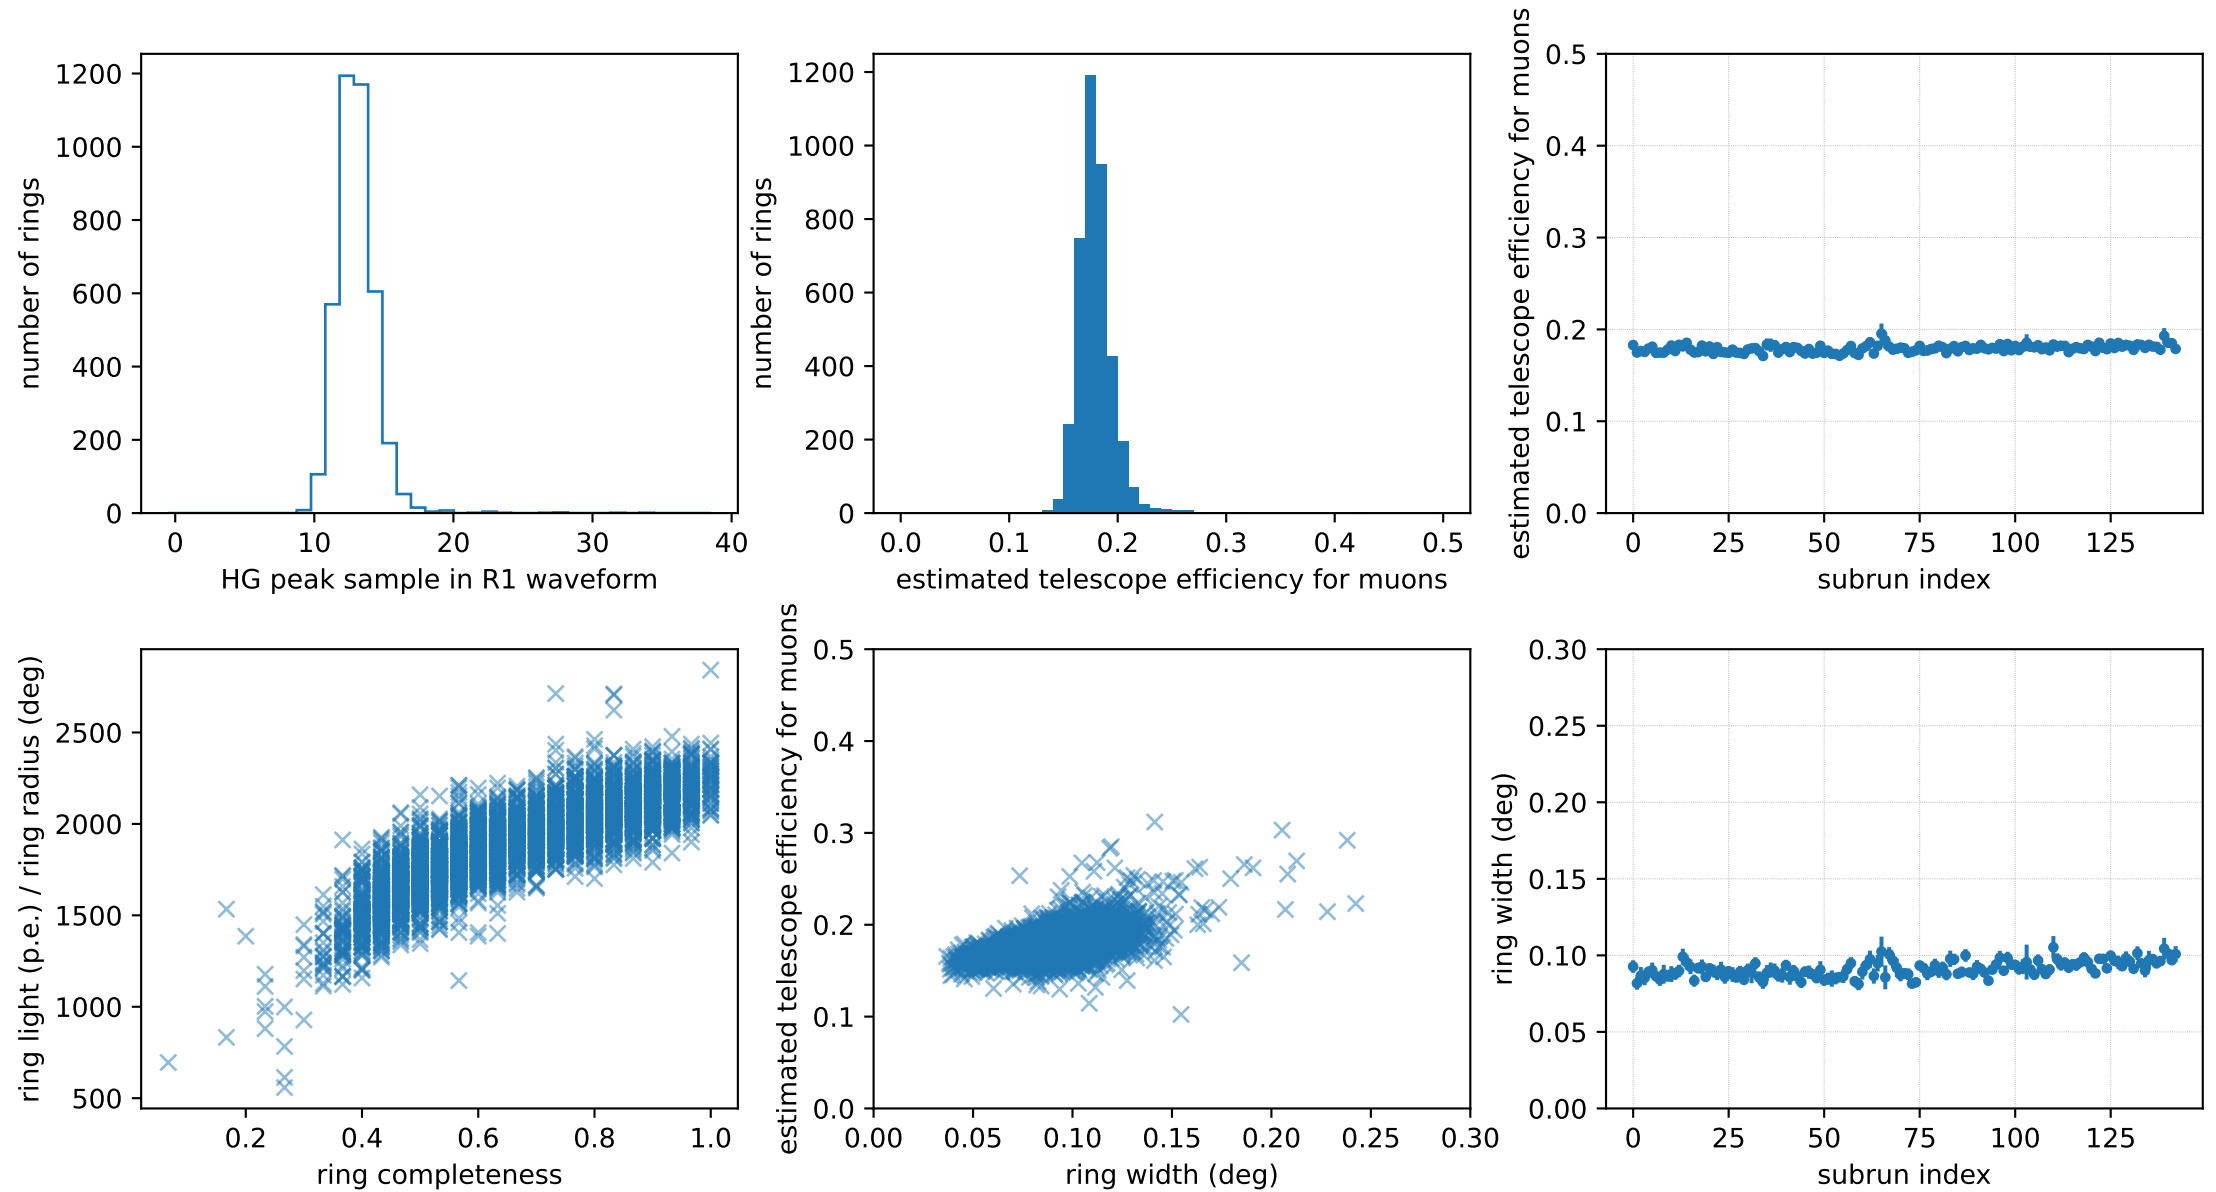 number of rings
1200
1000
800
600
400
200
0
0 10 20 30 40
HG peak sample in R1 waveform
number of rings
1200
1000
800
600
400
200
0
0.0 0.1 0.2 0.3 0.4 0.5
estimated telescope efficiency for muons
estimated telescope efficiency for muons
0.5
0.4
0.3
0.2
0.1
0.0
0 25 50 75 100 125
subrun index
ring light (p.e.) / ring radius (deg)
2500
2000
1500
1000
500
0.2 0.4 0.6 0.8 1.0
ring completeness
estimated telescope efficiency for muons
0.5
0.4
0.3
0.2
0.1
0.0
0.00 0.05 0.10 0.15 0.20 0.25 0.30
ring width (deg)
ring width (deg)
0.30
0.25
0.20
0.15
0.10
0.05
0.00
0 25 50 75 100 125
subrun index